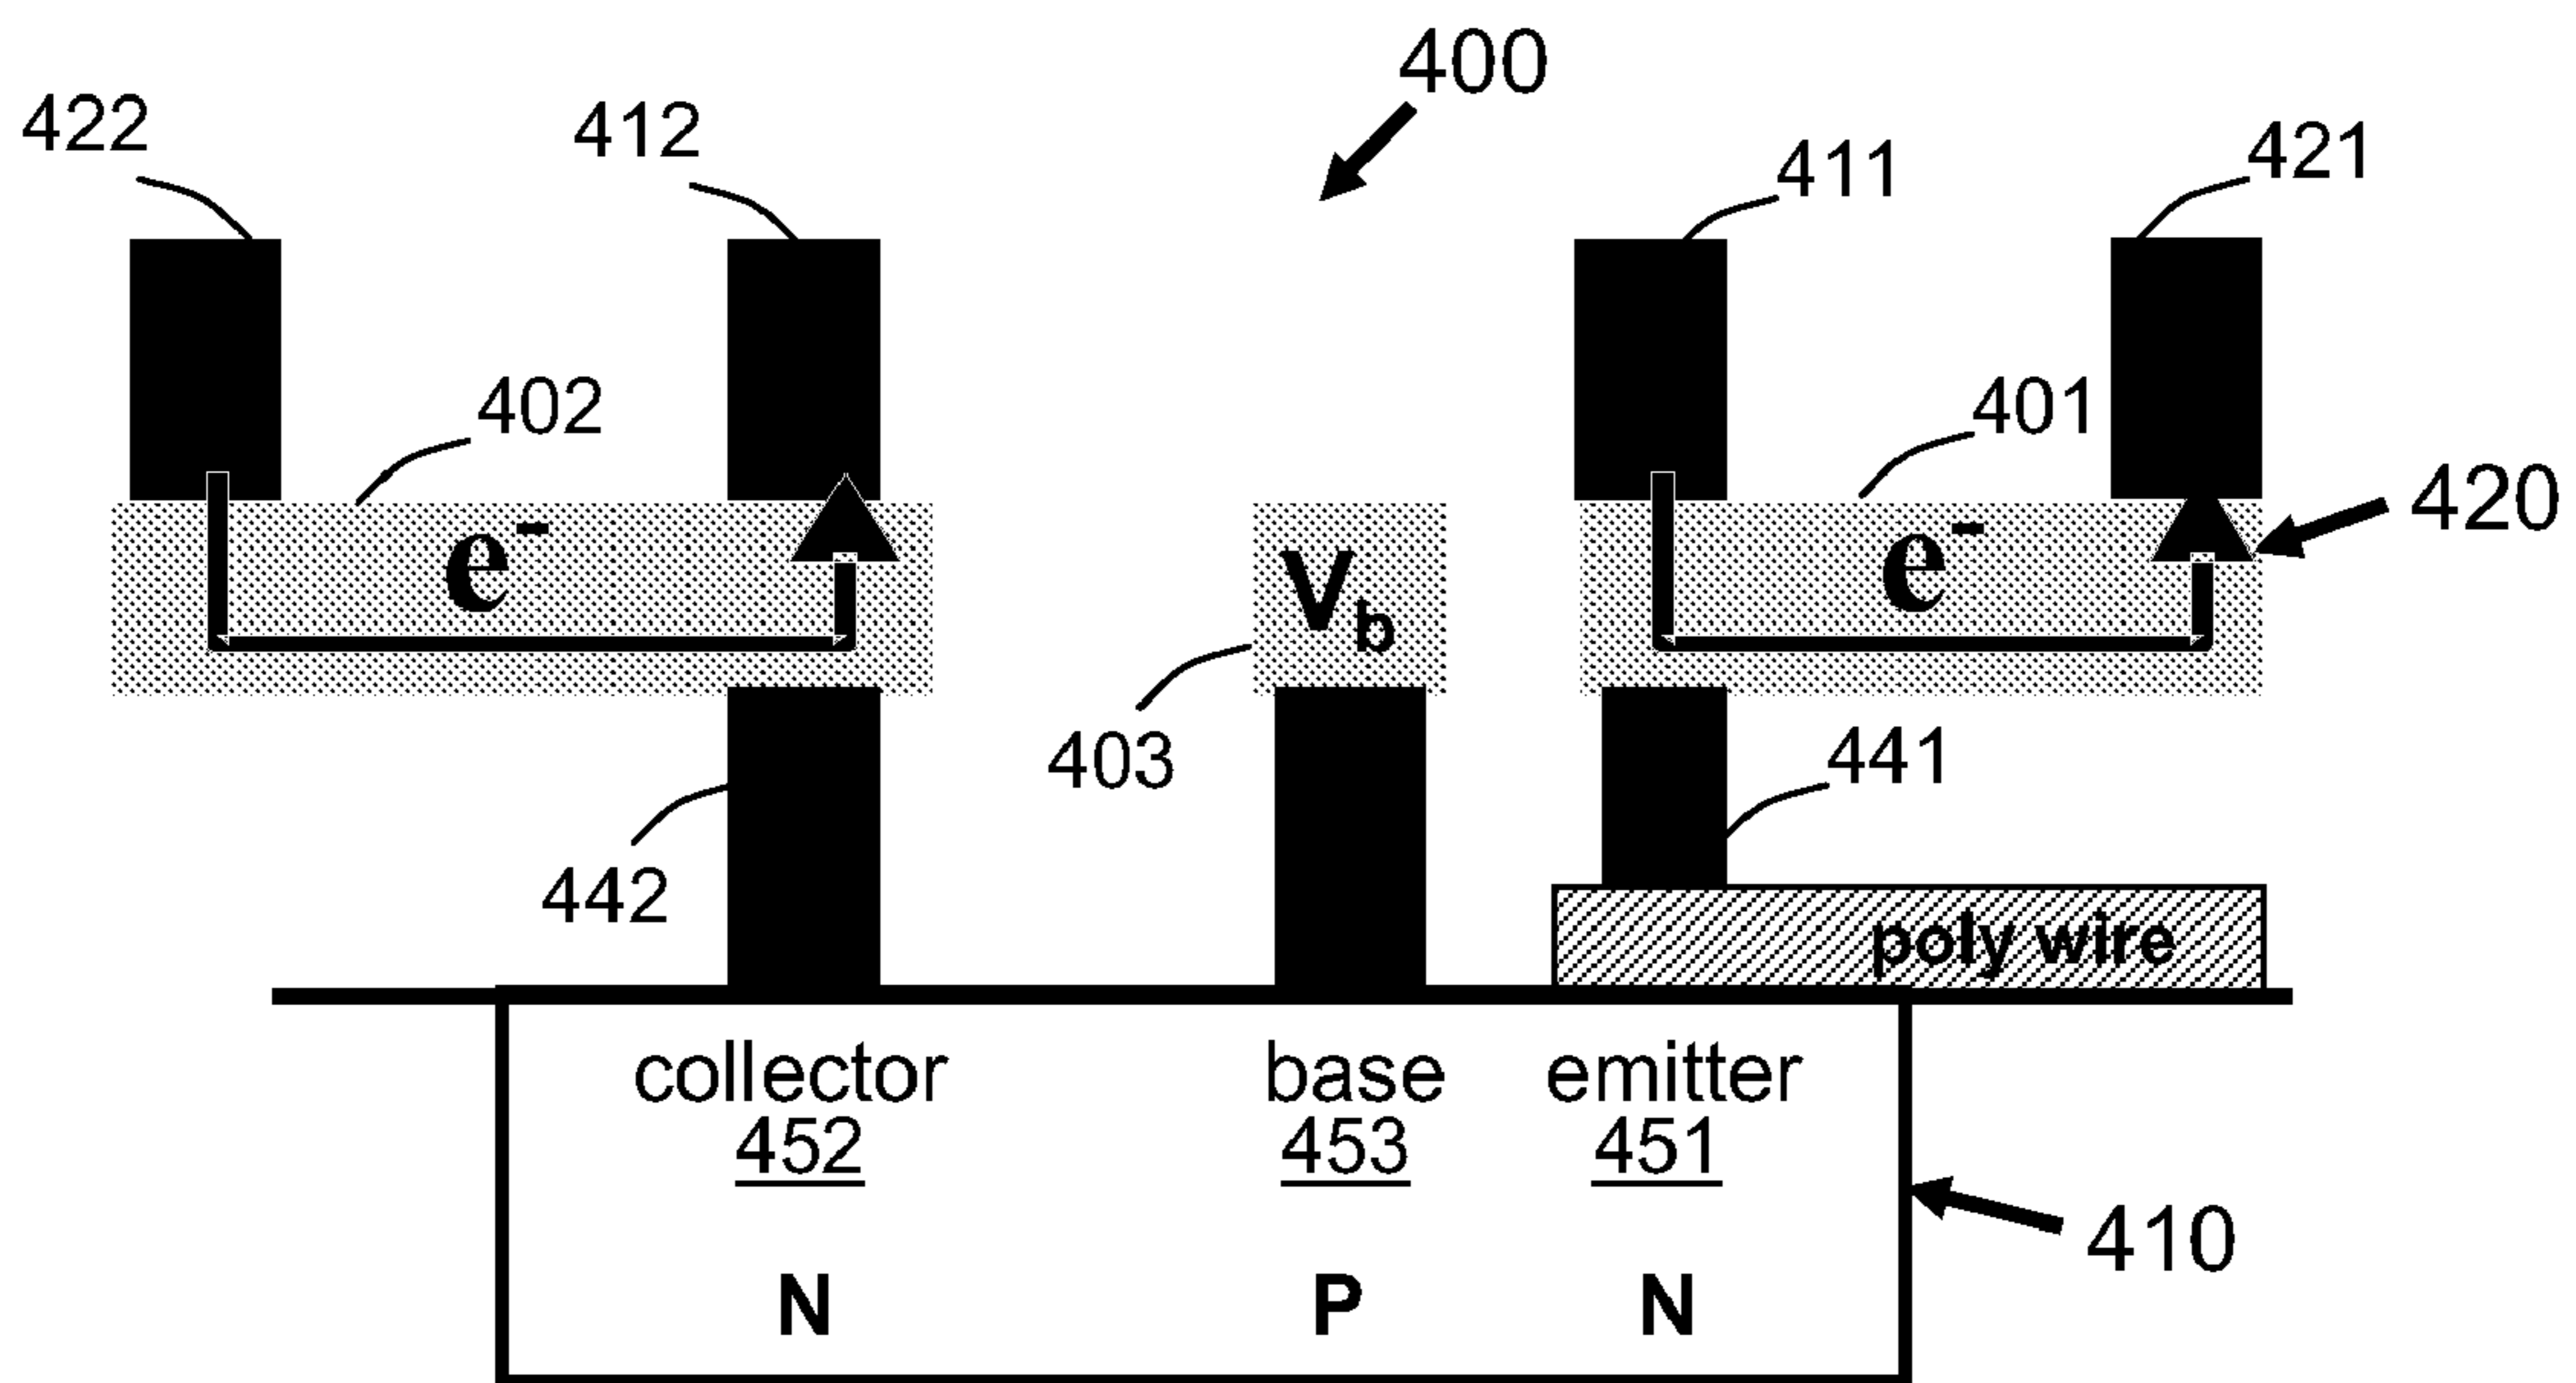 400
422 412 411 421
402 401
420
e⁻ V_b e⁻
403 441
442
poly wire
collector base emitter
452 453 451
410
N P N